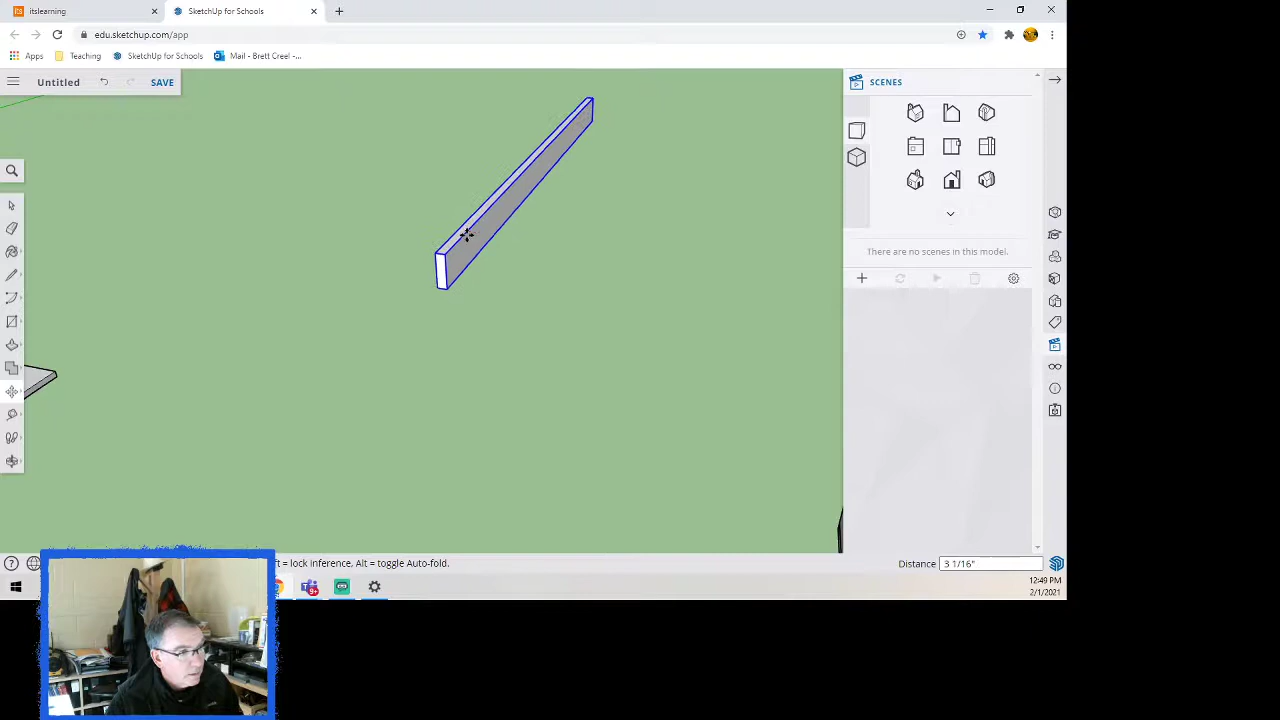 itslearning
SketchUp for Schools
edu.sketchup.com/app
Apps
Teaching
SketchUp for Schools
Mail - Brett Creel -...
Untitled
SAVE
SCENES
There are no scenes in this model.
= lock inference, Alt = toggle Auto-fold.
Distance
3 1/16"
9+
12:49 PM
2/1/2021